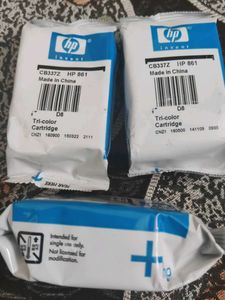 hp
invent
CB337Z HP 861
Made in China
D8
Tri-color
Cartridge
hp
invent
CB337Z HP 861
Made in China
D8
Tri-color
Cartridge
Intended for
single use only.
Not licensed for
modification.